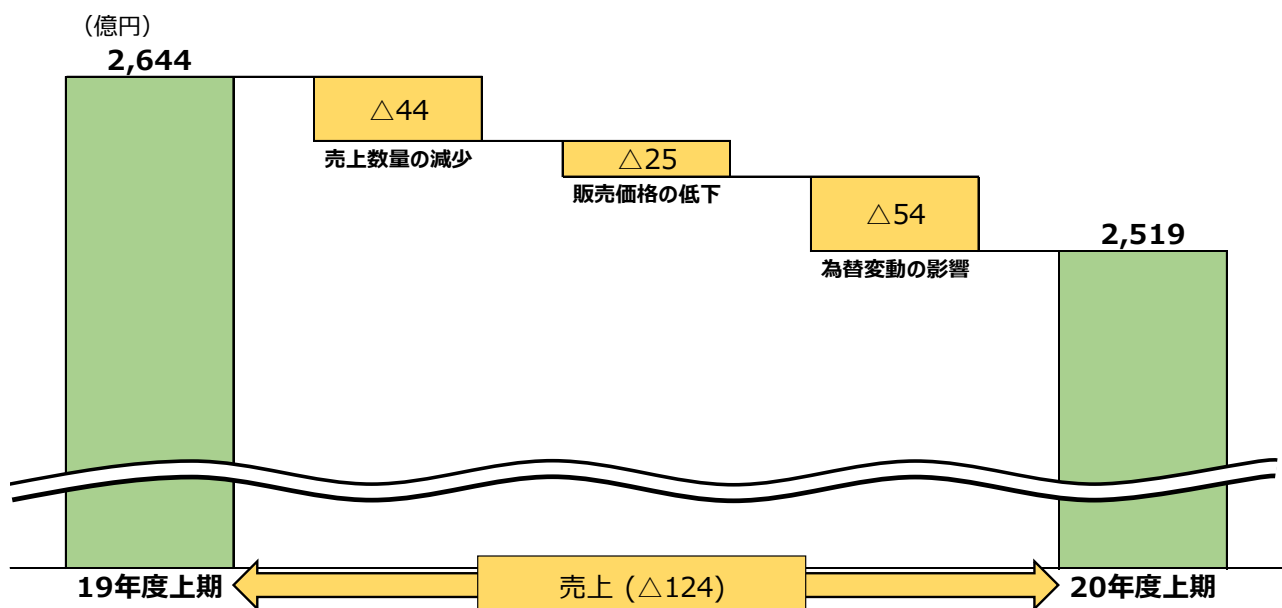 （億円）
2,644
△44
売上数量の減少
△25
販売価格の低下
△54
為替変動の影響
2,519
19年度上期
売上 (△124)
20年度上期